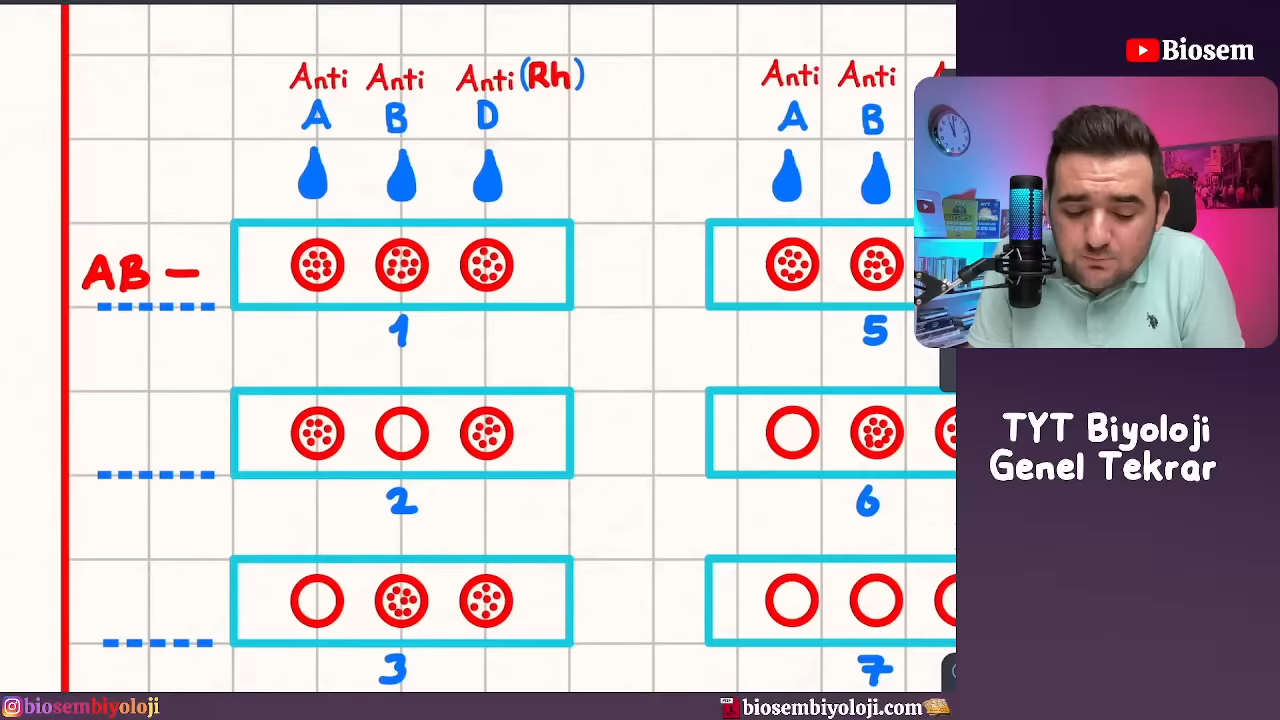 Biosem
Anti Anti Anti (Rh)
A B D
Anti Anti
A B
AB –
1
5
2
6
3
7
TYT Biyoloji
Genel Tekrar
biosembiyoloji
biosembiyoloji.com